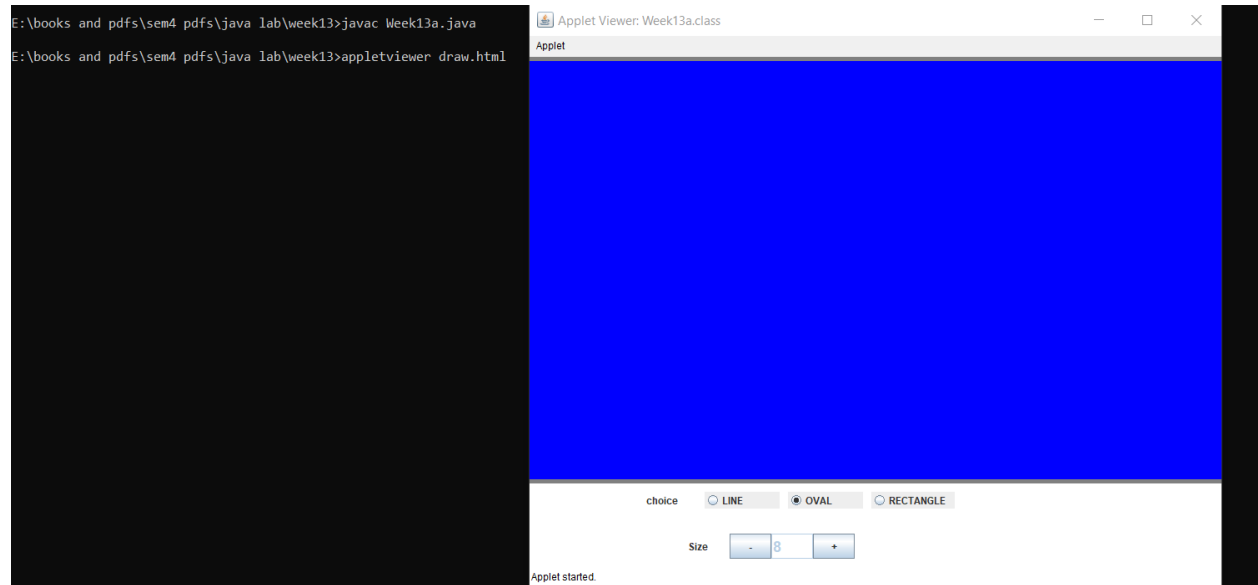 E:\books and pdfs\sem4 pdfs\java lab\week13>javac Week13a.java
E:\books and pdfs\sem4 pdfs\java lab\week13>appletviewer draw.html
Applet Viewer: Week13a.class
Applet
choice LINE OVAL RECTANGLE
Size - 8 +
Applet started.